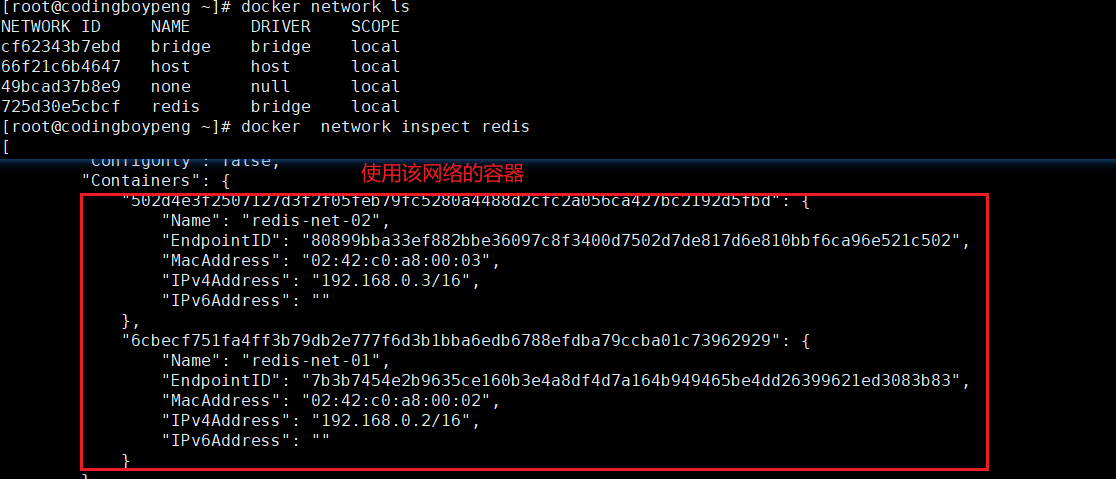 [root@codingboypeng ~]# docker network ls
NETWORK ID     NAME      DRIVER    SCOPE
cf62343b7ebd   bridge    bridge    local
66f21c6b4647   host      host      local
49bcad37b8e9   none      null      local
725d30e5cbcf   redis     bridge    local
[root@codingboypeng ~]# docker  network inspect redis
[
"ConfigOnly": false,
使用该网络的容器
"Containers": {
"502d4e3f2507127d3f2f05feb79fc5280a4488d2cfc2a056ca427bc2192d5fbd": {
"Name": "redis-net-02",
"EndpointID": "80899bba33ef882bbe36097c8f3400d7502d7de817d6e810bbf6ca96e521c502",
"MacAddress": "02:42:c0:a8:00:03",
"IPv4Address": "192.168.0.3/16",
"IPv6Address": ""
},
"6cbecf751fa4ff3b79db2e777f6d3b1bba6edb6788efdba79ccba01c73962929": {
"Name": "redis-net-01",
"EndpointID": "7b3b7454e2b9635ce160b3e4a8df4d7a164b949465be4dd26399621ed3083b83",
"MacAddress": "02:42:c0:a8:00:02",
"IPv4Address": "192.168.0.2/16",
"IPv6Address": ""
}
}